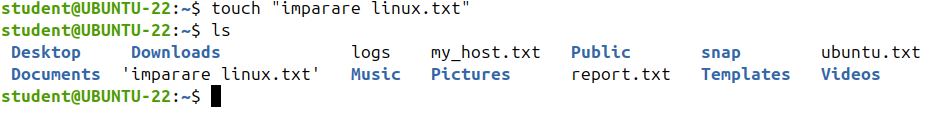 student@UBUNTU-22:~$ touch "imparare linux.txt"
student@UBUNTU-22:~$ ls
Desktop Downloads logs my_host.txt Public snap ubuntu.txt
Documents 'imparare linux.txt' Music Pictures report.txt Templates Videos
student@UBUNTU-22:~$